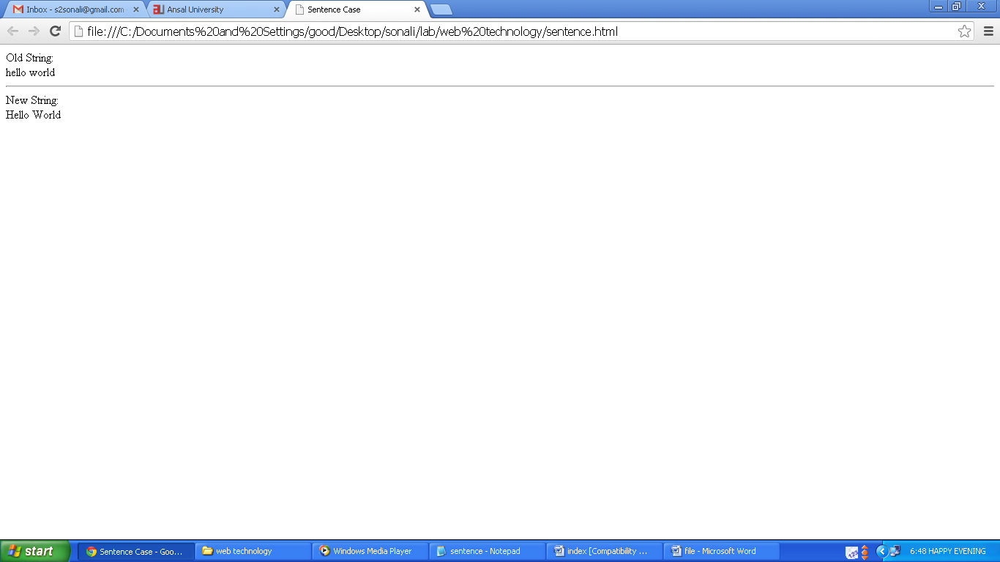 Inbox - s2sonali@gmail.com
Ansal University
Sentence Case
file:///C:/Documents%20and%20Settings/good/Desktop/sonali/lab/web%20technology/sentence.html
Old String:
hello world
New String:
Hello World
start
Sentence Case - Goo...
web technology
Windows Media Player
sentence - Notepad
index [Compatibility ...
file - Microsoft Word
6:48 HAPPY EVENING